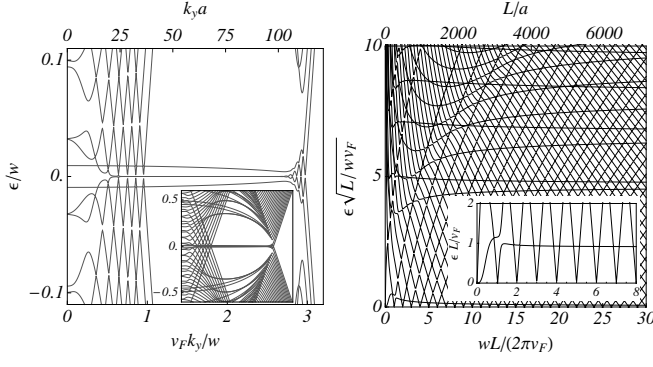 k_y a
0 25 50 75 100
0.1
0.
−0.1
ϵ/w
0.5
0.
−0.5
0 1 2 3
v_F k_y/w
L/a
0 2000 4000 6000
10
5
0
ϵ √L/wv_F
2
1
0
ϵ L/v_F
0 2 4 6 8
0 5 10 15 20 25 30
wL/(2πv_F)